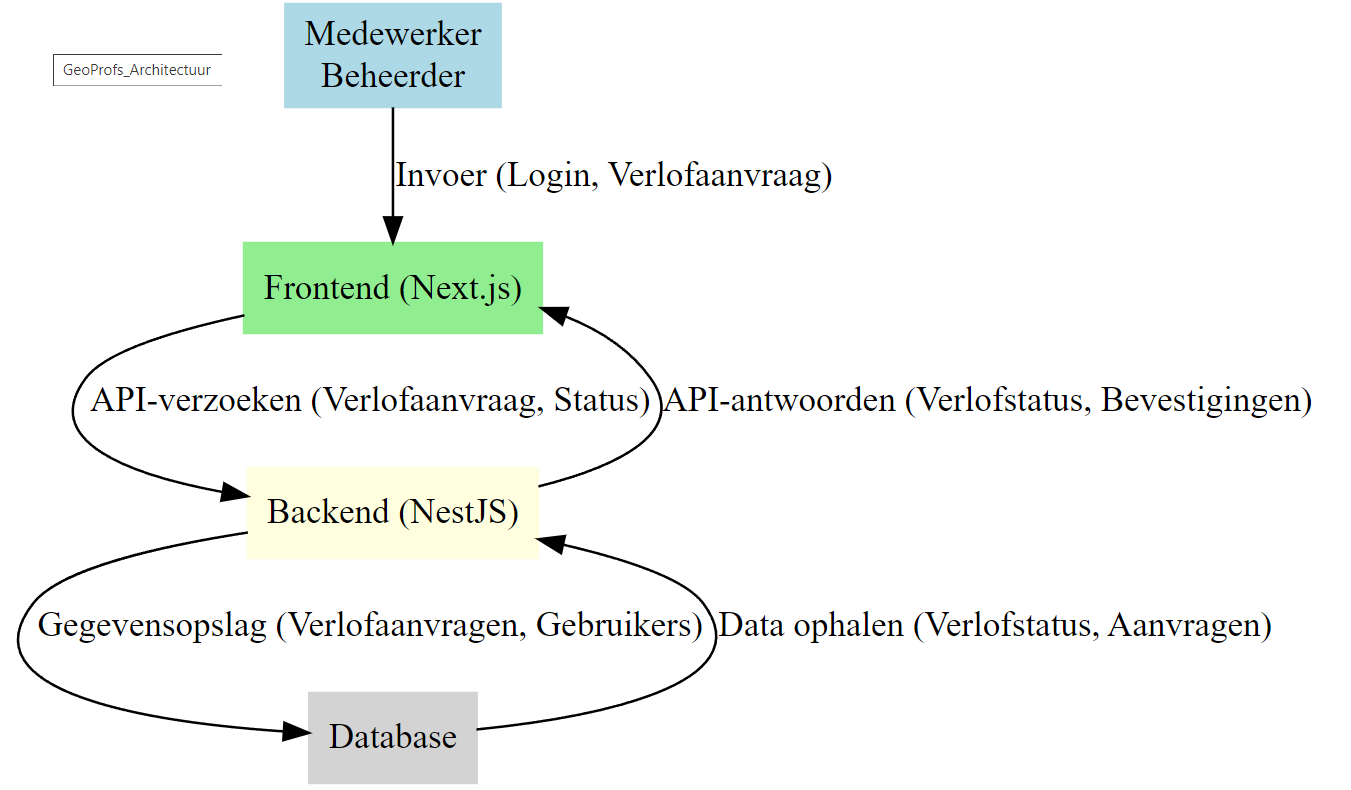 GeoProfs_Architectuur
Medewerker
Beheerder
Invoer (Login, Verlofaanvraag)
Frontend (Next.js)
API-verzoeken (Verlofaanvraag, Status)
API-antwoorden (Verlofstatus, Bevestigingen)
Backend (NestJS)
Gegevensopslag (Verlofaanvragen, Gebruikers)
Data ophalen (Verlofstatus, Aanvragen)
Database